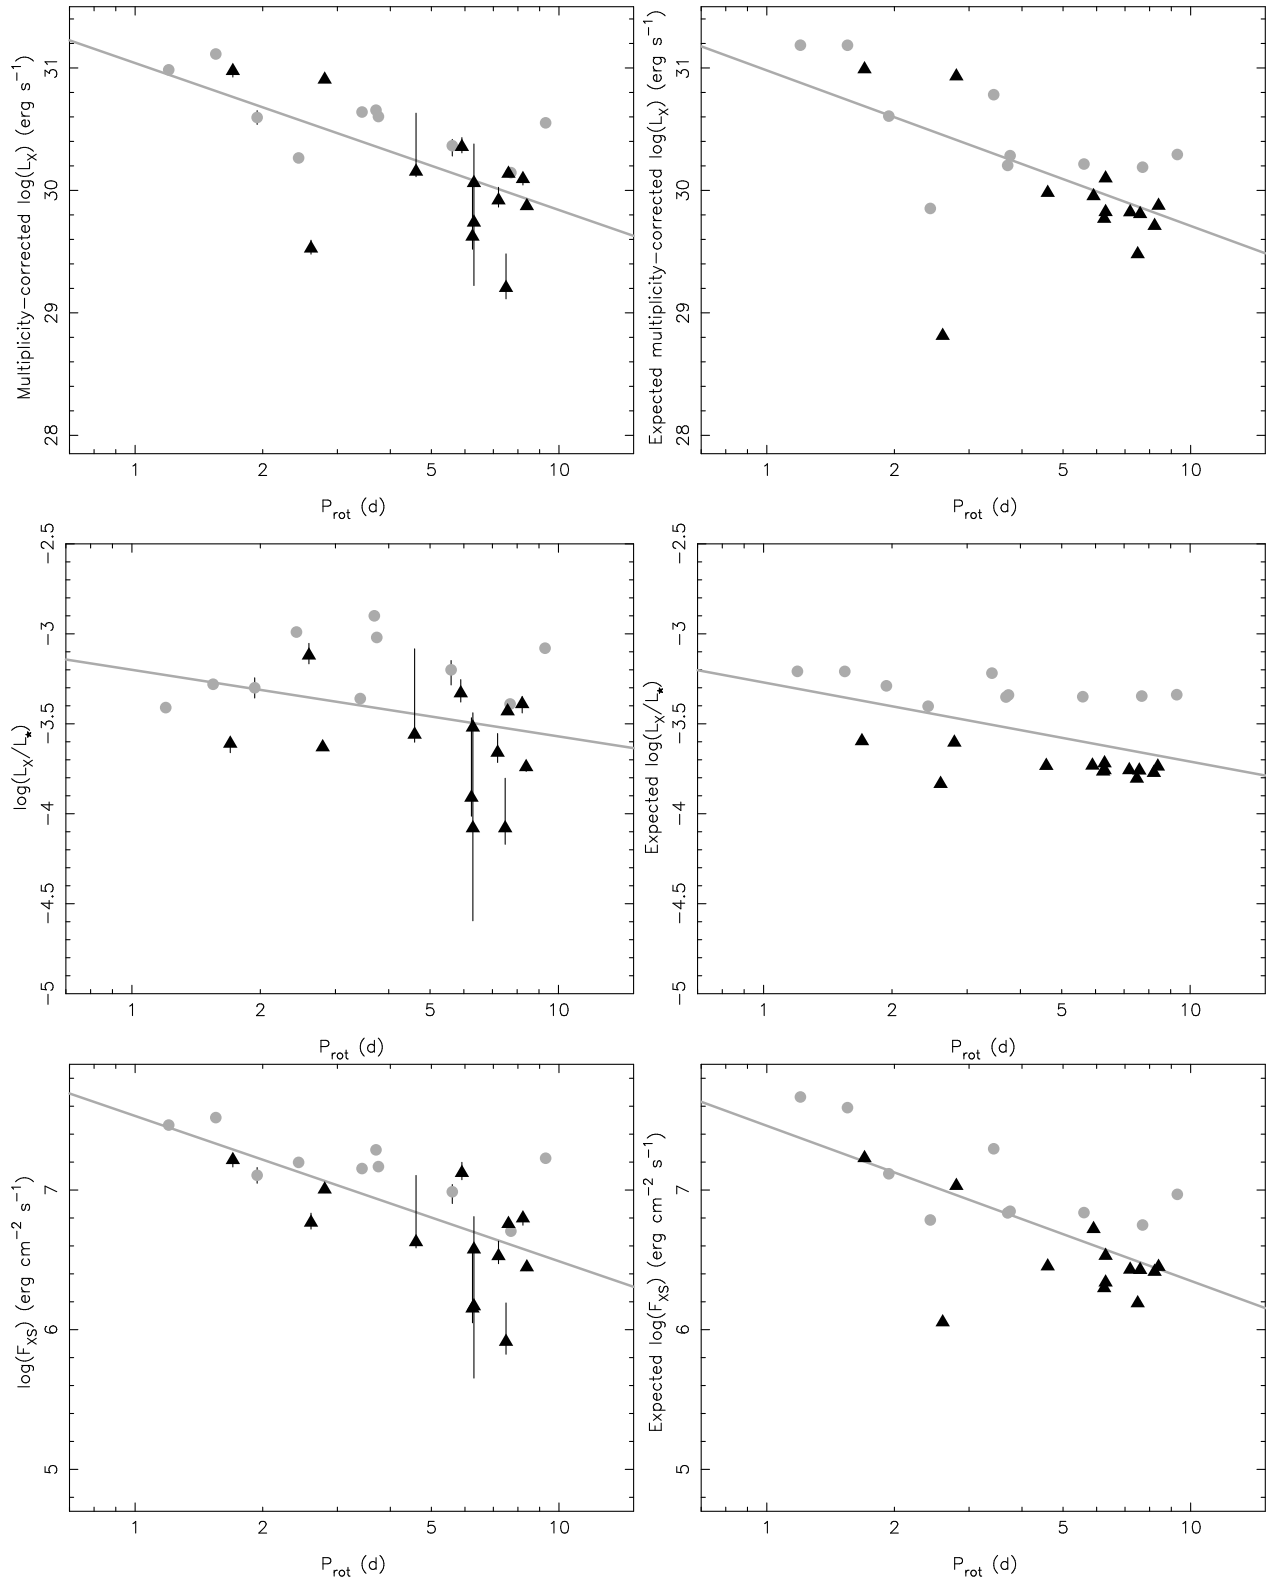 Multiplicity−corrected log(L_X) (erg s^−1)
31
30
29
28
1 2 5 10
P_rot (d)
Expected multiplicity−corrected log(L_X) (erg s^−1)
31
30
29
28
1 2 5 10
P_rot (d)
log(L_X/L_★)
−2.5
−3
−3.5
−4
−4.5
−5
1 2 5 10
P_rot (d)
Expected log(L_X/L_★)
−2.5
−3
−3.5
−4
−4.5
−5
1 2 5 10
P_rot (d)
log(F_XS) (erg cm^−2 s^−1)
7
6
5
1 2 5 10
P_rot (d)
Expected log(F_XS) (erg cm^−2 s^−1)
7
6
5
1 2 5 10
P_rot (d)